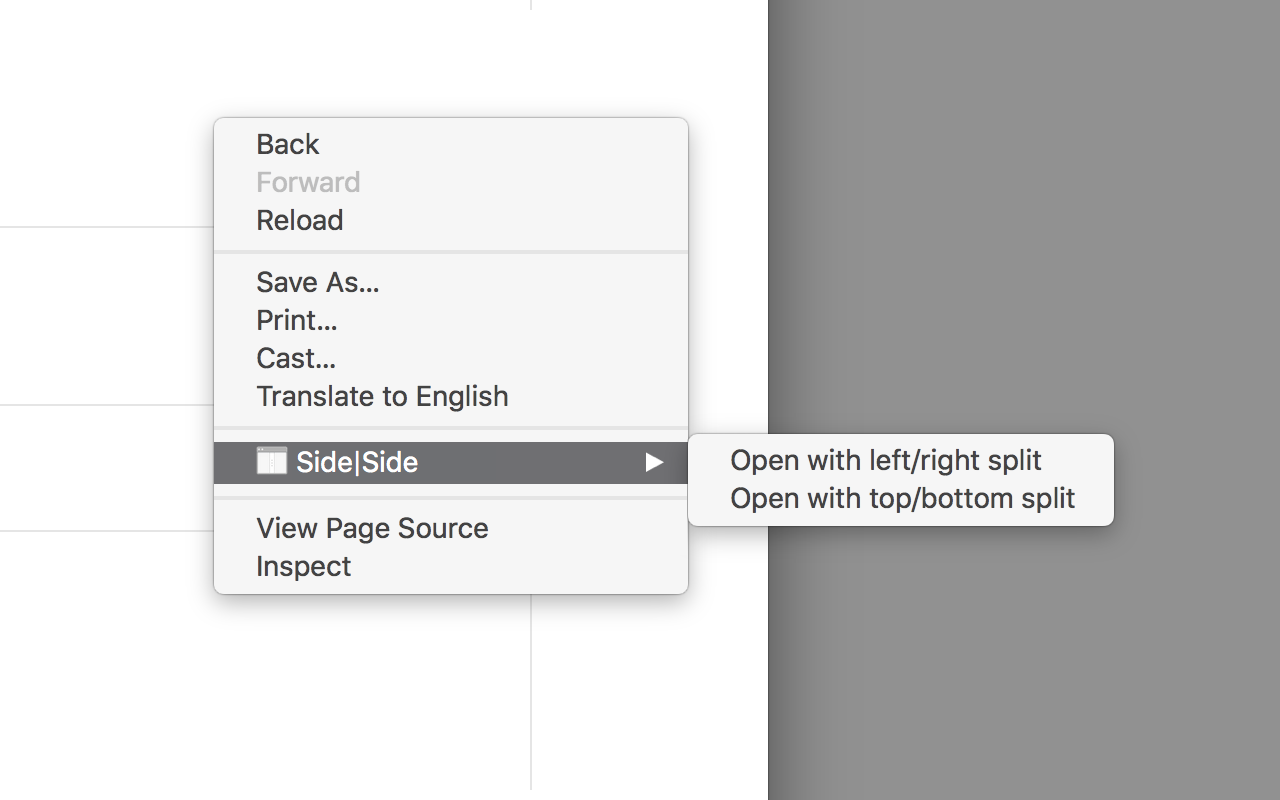 Back
Forward
Reload
Save As...
Print...
Cast...
Translate to English
Side|Side
Open with left/right split
Open with top/bottom split
View Page Source
Inspect